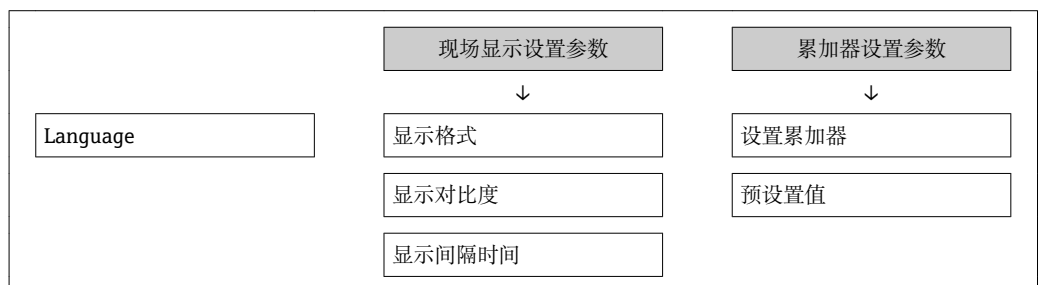 现场显示设置参数
累加器设置参数
↓
↓
Language
显示格式
设置累加器
显示对比度
预设置值
显示间隔时间